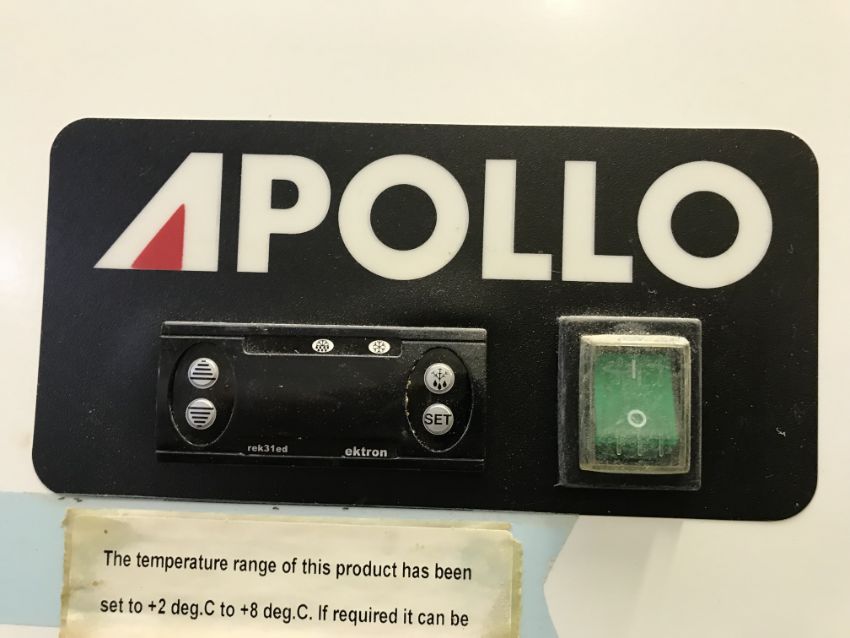 APOLLO
SET
rek31ed
ektron
The temperature range of this product has been
set to +2 deg.C to +8 deg.C. If required it can be